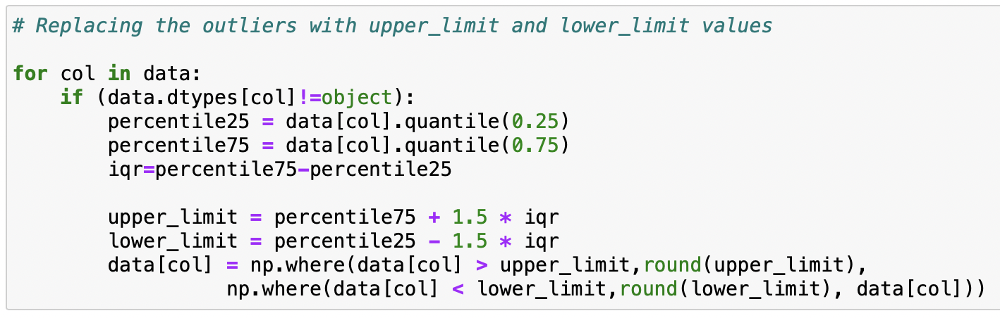 # Replacing the outliers with upper_limit and lower_limit values

for col in data:
    if (data.dtypes[col]!=object):
        percentile25 = data[col].quantile(0.25)
        percentile75 = data[col].quantile(0.75)
        iqr=percentile75-percentile25

        upper_limit = percentile75 + 1.5 * iqr
        lower_limit = percentile25 - 1.5 * iqr
        data[col] = np.where(data[col] > upper_limit,round(upper_limit),
                  np.where(data[col] < lower_limit,round(lower_limit), data[col]))